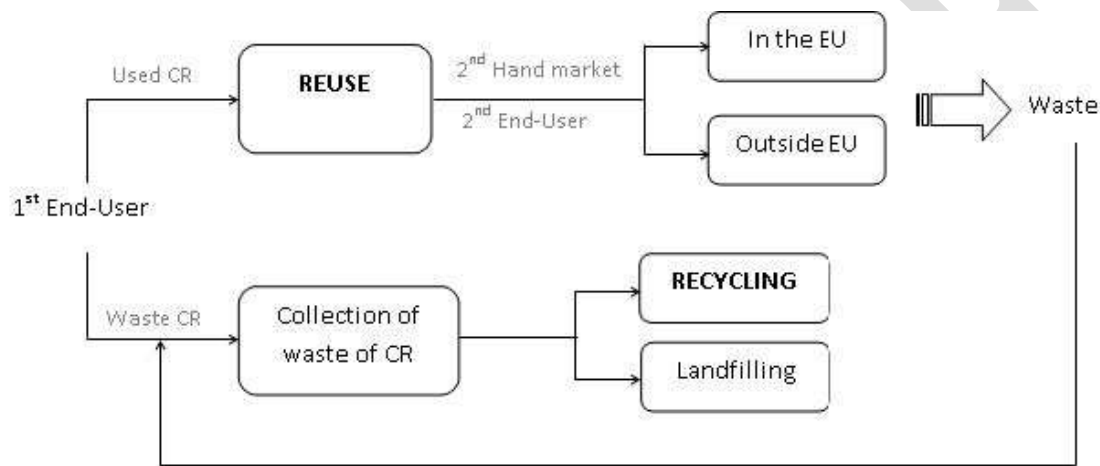 In the EU
Used CR
REUSE
2nd Hand market
2nd End-User
Waste
Outside EU
1st End-User
RECYCLING
Waste CR
Collection of
waste of CR
Landfilling